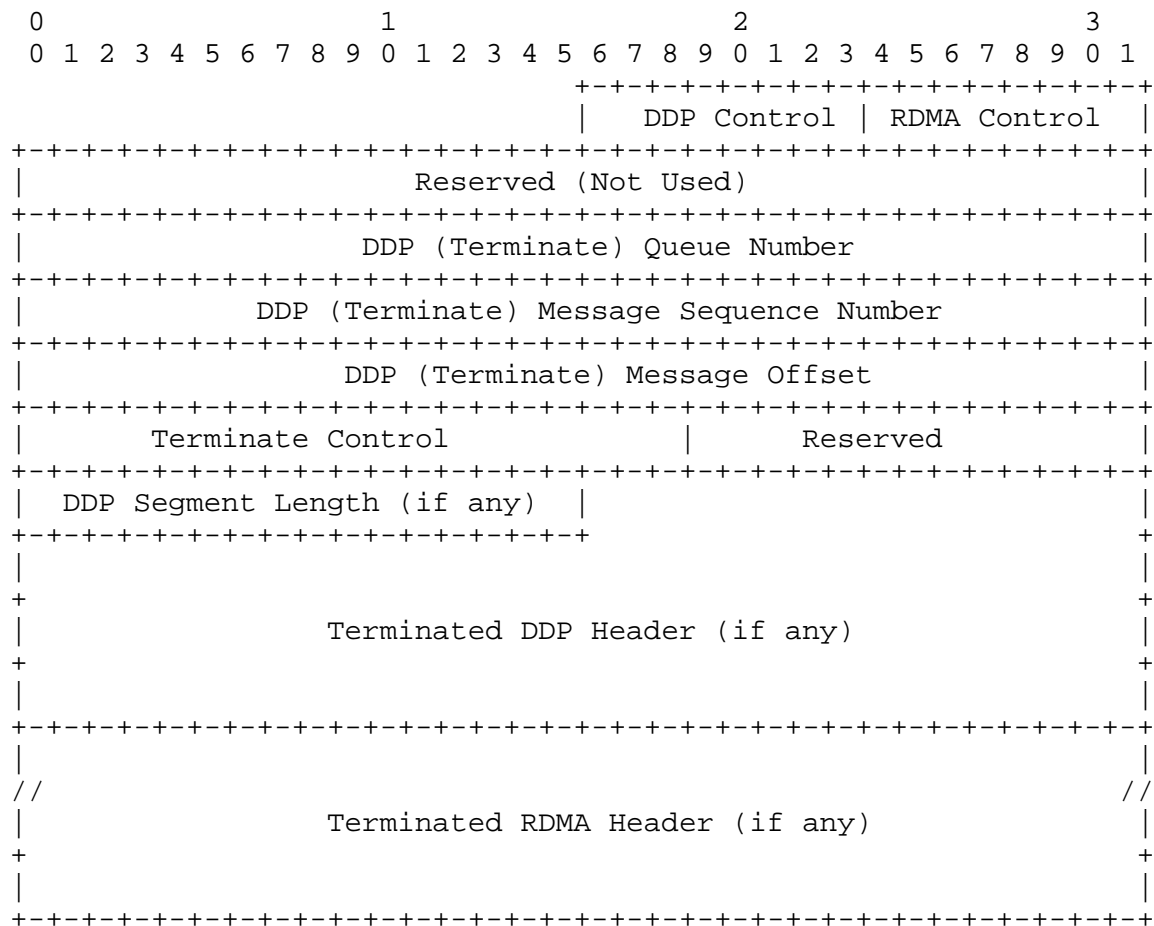 0                   1                   2                   3
 0 1 2 3 4 5 6 7 8 9 0 1 2 3 4 5 6 7 8 9 0 1 2 3 4 5 6 7 8 9 0 1
                                +-+-+-+-+-+-+-+-+-+-+-+-+-+-+-+-+
                                |   DDP Control | RDMA Control  |
+-+-+-+-+-+-+-+-+-+-+-+-+-+-+-+-+-+-+-+-+-+-+-+-+-+-+-+-+-+-+-+-+
|                      Reserved (Not Used)                      |
+-+-+-+-+-+-+-+-+-+-+-+-+-+-+-+-+-+-+-+-+-+-+-+-+-+-+-+-+-+-+-+-+
|                   DDP (Terminate) Queue Number                |
+-+-+-+-+-+-+-+-+-+-+-+-+-+-+-+-+-+-+-+-+-+-+-+-+-+-+-+-+-+-+-+-+
|             DDP (Terminate) Message Sequence Number           |
+-+-+-+-+-+-+-+-+-+-+-+-+-+-+-+-+-+-+-+-+-+-+-+-+-+-+-+-+-+-+-+-+
|                  DDP (Terminate) Message Offset               |
+-+-+-+-+-+-+-+-+-+-+-+-+-+-+-+-+-+-+-+-+-+-+-+-+-+-+-+-+-+-+-+-+
|       Terminate Control             |      Reserved           |
+-+-+-+-+-+-+-+-+-+-+-+-+-+-+-+-+-+-+-+-+-+-+-+-+-+-+-+-+-+-+-+-+
|  DDP Segment Length (if any)  |                               |
+-+-+-+-+-+-+-+-+-+-+-+-+-+-+-+-+                               +
|                                                               |
+                                                               +
|                 Terminated DDP Header (if any)                |
+                                                               +
|                                                               |
+-+-+-+-+-+-+-+-+-+-+-+-+-+-+-+-+-+-+-+-+-+-+-+-+-+-+-+-+-+-+-+-+
|                                                               |
//                                                             //
|                 Terminated RDMA Header (if any)               |
+                                                               +
|                                                               |
+-+-+-+-+-+-+-+-+-+-+-+-+-+-+-+-+-+-+-+-+-+-+-+-+-+-+-+-+-+-+-+-+